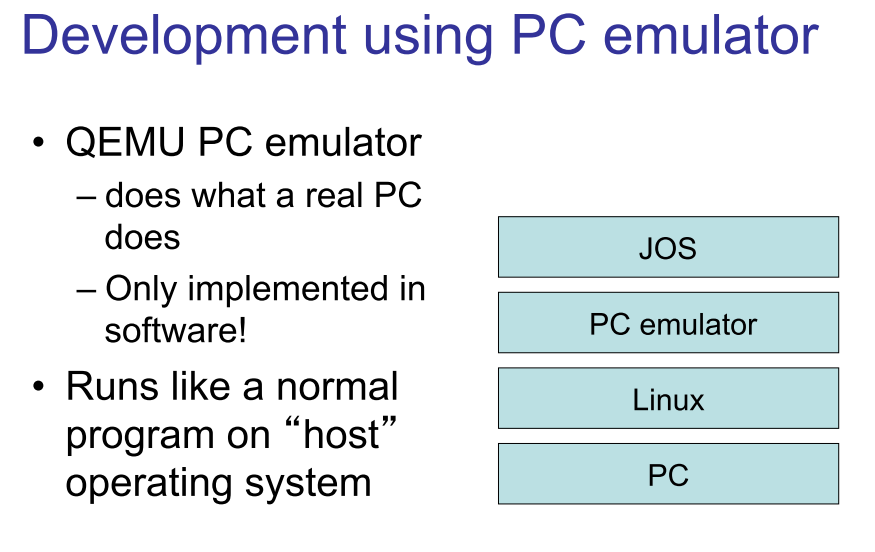 Development using PC emulator
• QEMU PC emulator
– does what a real PC
does
– Only implemented in
software!
• Runs like a normal
program on “host”
operating system
JOS
PC emulator
Linux
PC